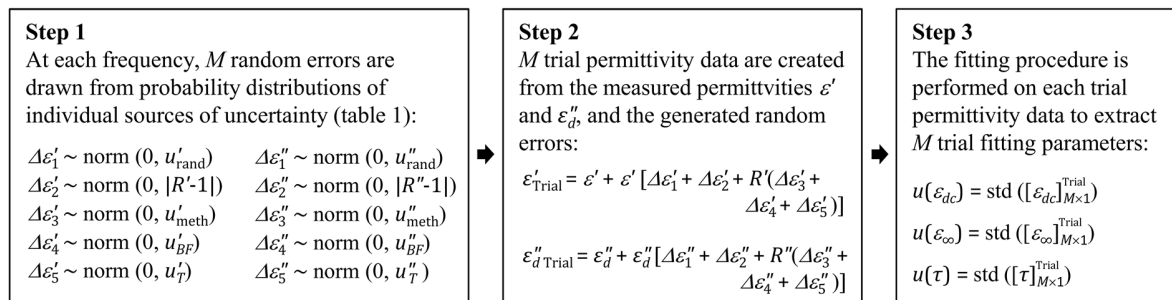 Step 1
At each frequency, M random errors are
drawn from probability distributions of
individual sources of uncertainty (table 1):
Δε′₁ ~ norm (0, u′rand) Δε″₁ ~ norm (0, u″rand)
Δε′₂ ~ norm (0, |R′-1|) Δε″₂ ~ norm (0, |R″-1|)
Δε′₃ ~ norm (0, u′meth) Δε″₃ ~ norm (0, u″meth)
Δε′₄ ~ norm (0, u′BF) Δε″₄ ~ norm (0, u″BF)
Δε′₅ ~ norm (0, u′T) Δε″₅ ~ norm (0, u″T)
Step 2
M trial permittivity data are created
from the measured permittvities ε′
and ε″d, and the generated random
errors:
ε′Trial = ε′ + ε′ [Δε′₁ + Δε′₂ + R′(Δε′₃ +
Δε′₄ + Δε′₅)]
ε″d Trial = ε″d + ε″d [Δε″₁ + Δε″₂ + R″(Δε″₃ +
Δε″₄ + Δε″₅)]
Step 3
The fitting procedure is
performed on each trial
permittivity data to extract
M trial fitting parameters:
u(εdc) = std ([εdc]Trial M×1)
u(ε∞) = std ([ε∞]Trial M×1)
u(τ) = std ([τ]Trial M×1)